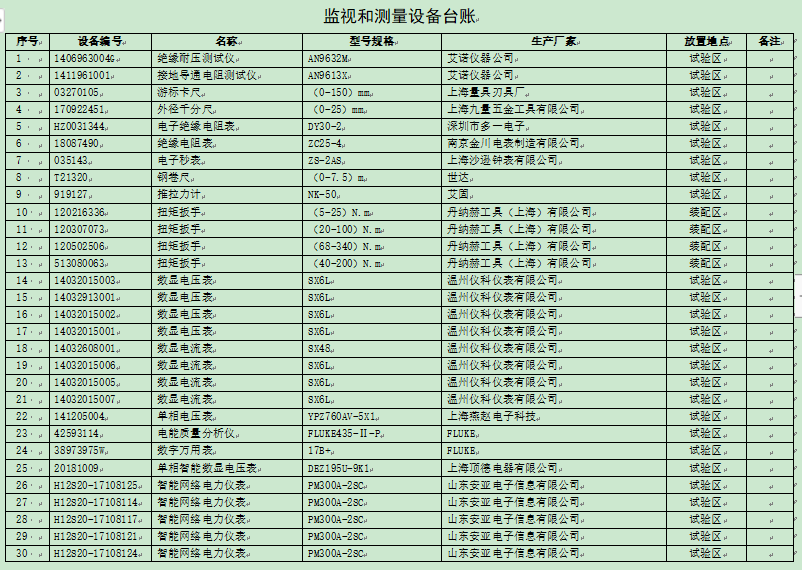 监视和测量设备台账
序号 设备编号 名称 型号规格 生产厂家 放置地点 备注
1 1406963004G 绝缘耐压测试仪 AN9632M 艾诺仪器公司 试验区
2 1411961001 接地导通电阻测试仪 AN9613X 艾诺仪器公司 试验区
3 03270105 游标卡尺 (0-150)mm 上海量具刃具厂 试验区
4 170922451 外径千分尺 (0-25)mm 上海九量五金工具有限公司 试验区
5 HZ0031344 电子绝缘电阻表 DY30-2 深圳市多一电子 试验区
6 18087490 绝缘电阻表 ZC25-4 南京金川电表制造有限公司 试验区
7 035143 电子秒表 ZS-2AS 上海沙逊钟表有限公司 试验区
8 T21320 钢卷尺 (0-7.5)m 世达 试验区
9 919127 推拉力计 NK-50 艾固 试验区
10 120216336 扭矩扳手 (5-25)N.m 丹纳赫工具(上海)有限公司 装配区
11 120307073 扭矩扳手 (20-100)N.m 丹纳赫工具(上海)有限公司 装配区
12 120502506 扭矩扳手 (68-340)N.m 丹纳赫工具(上海)有限公司 装配区
13 513080063 扭矩扳手 (40-200)N.m 丹纳赫工具(上海)有限公司 装配区
14 14032015003 数显电压表 SX6L 温州仪科仪表有限公司 试验区
15 14032913001 数显电压表 SX6L 温州仪科仪表有限公司 试验区
16 14032015002 数显电压表 SX6L 温州仪科仪表有限公司 试验区
17 14032015001 数显电压表 SX6L 温州仪科仪表有限公司 试验区
18 14032608001 数显电流表 SX48 温州仪科仪表有限公司 试验区
19 14032015006 数显电流表 SX6L 温州仪科仪表有限公司 试验区
20 14032015005 数显电流表 SX6L 温州仪科仪表有限公司 试验区
21 14032015007 数显电流表 SX6L 温州仪科仪表有限公司 试验区
22 141205004 单相电压表 YPZ760AV-5X1 上海燕赵电子科技 试验区
23 42593114 电能质量分析仪 FLUKE435-II-P FLUKE 试验区
24 38973975W 数字万用表 17B+ FLUKE 试验区
25 20181009 单相智能数显电压表 DEZ195U-9K1 上海顶德电器有限公司 试验区
26 H12S20-17108125 智能网络电力仪表 PM300A-2SC 山东安亚电子信息有限公司 试验区
27 H12S20-17108114 智能网络电力仪表 PM300A-2SC 山东安亚电子信息有限公司 试验区
28 H12S20-17108117 智能网络电力仪表 PM300A-2SC 山东安亚电子信息有限公司 试验区
29 H12S20-17108121 智能网络电力仪表 PM300A-2SC 山东安亚电子信息有限公司 试验区
30 H12S20-17108124 智能网络电力仪表 PM300A-2SC 山东安亚电子信息有限公司 试验区